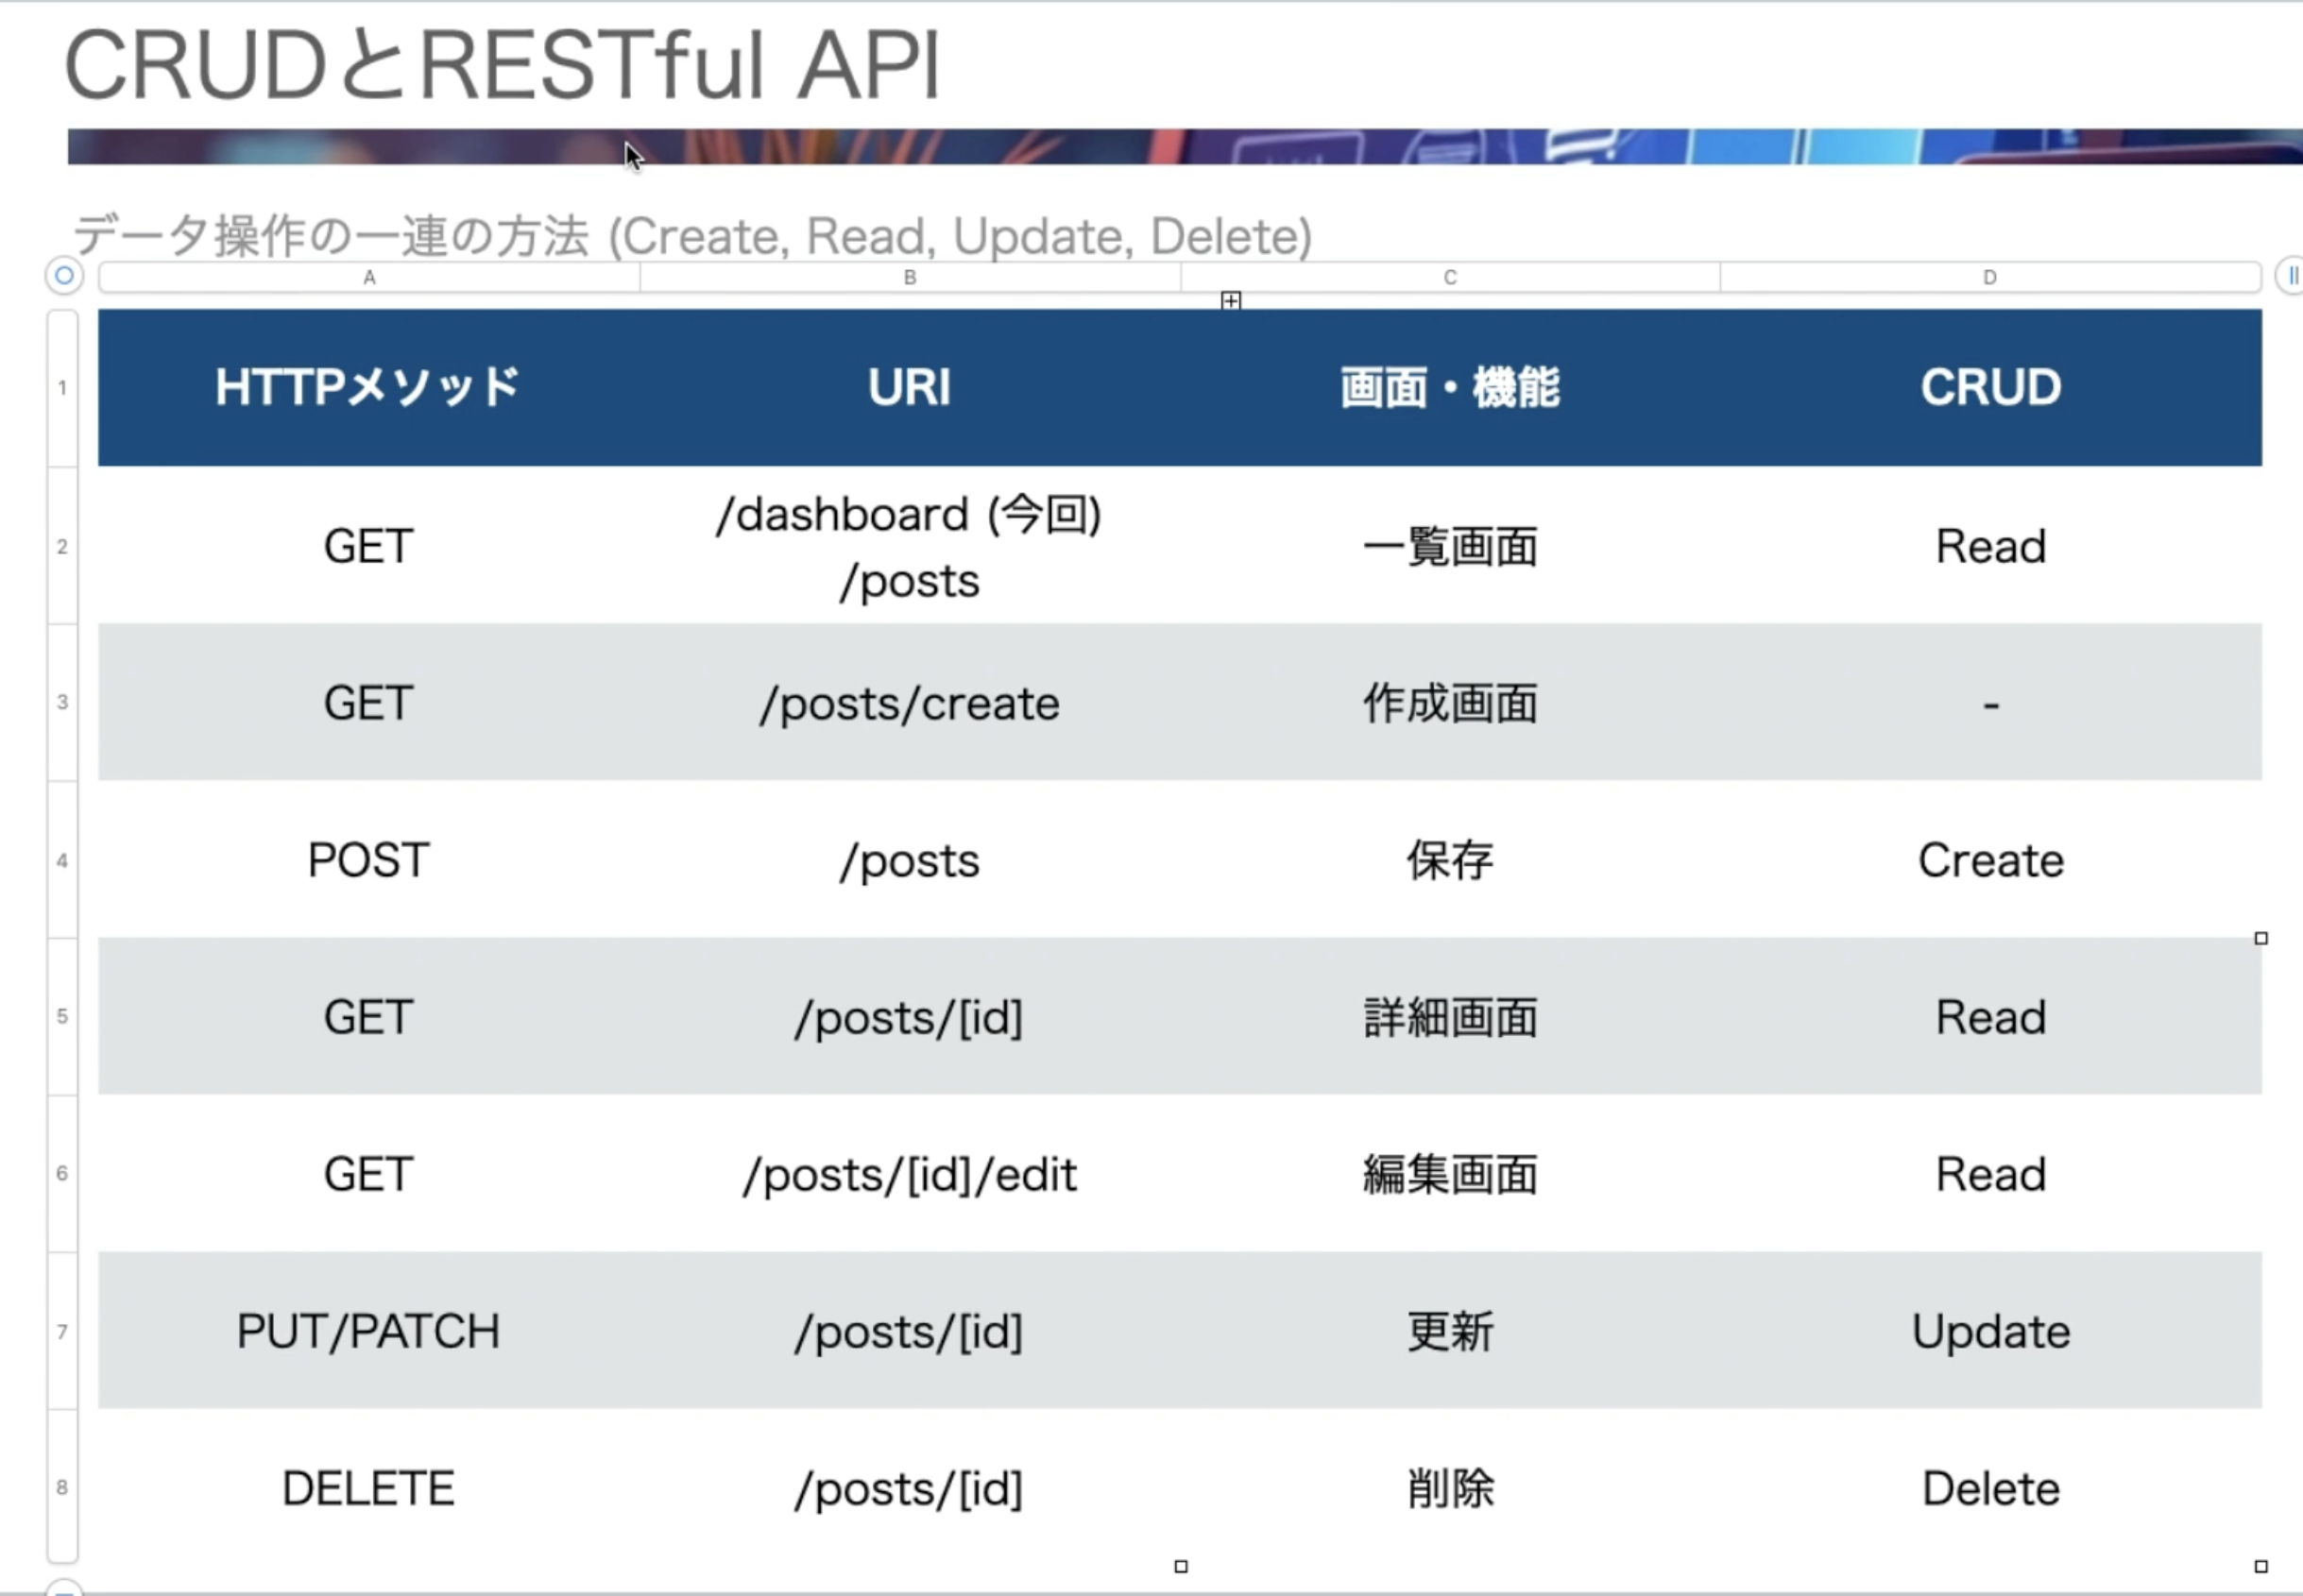 CRUDとRESTful API
データ操作の一連の方法 (Create, Read, Update, Delete)
A B C D
1 HTTPメソッド URI 画面・機能 CRUD
2 GET /dashboard (今回) /posts 一覧画面 Read
3 GET /posts/create 作成画面 -
4 POST /posts 保存 Create
5 GET /posts/[id] 詳細画面 Read
6 GET /posts/[id]/edit 編集画面 Read
7 PUT/PATCH /posts/[id] 更新 Update
8 DELETE /posts/[id] 削除 Delete